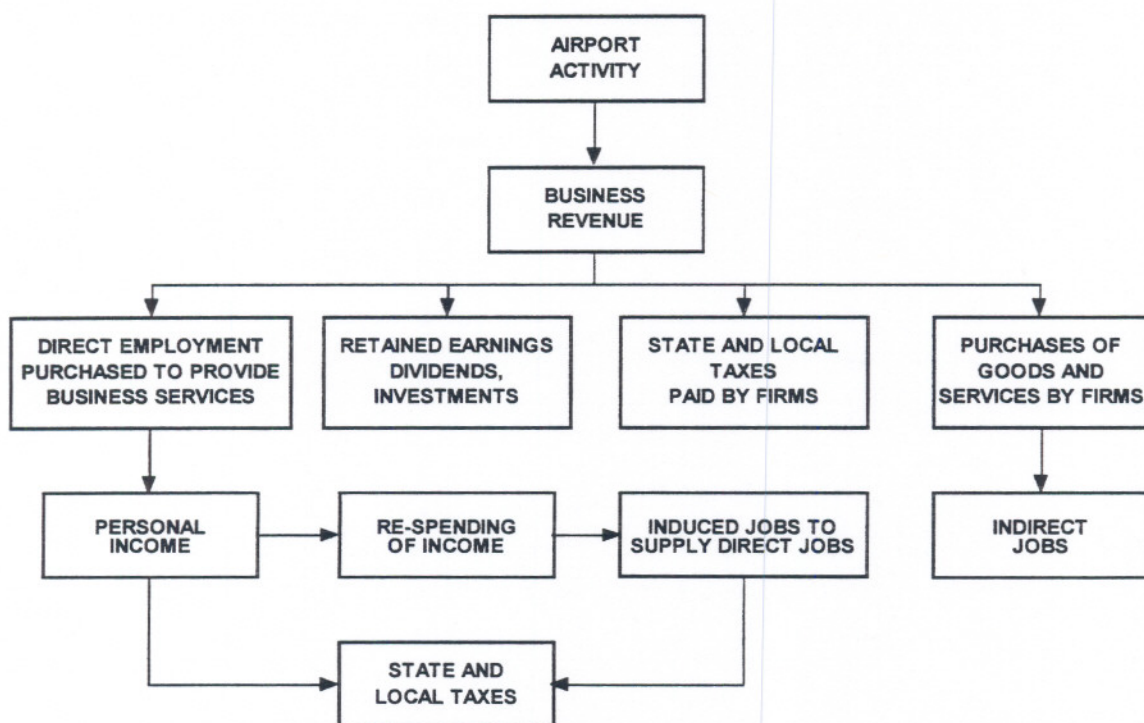 AIRPORT
ACTIVITY
BUSINESS
REVENUE
DIRECT EMPLOYMENT
PURCHASED TO PROVIDE
BUSINESS SERVICES
RETAINED EARNINGS
DIVIDENDS,
INVESTMENTS
STATE AND LOCAL
TAXES
PAID BY FIRMS
PURCHASES OF
GOODS AND
SERVICES BY FIRMS
PERSONAL
INCOME
RE-SPENDING
OF INCOME
INDUCED JOBS TO
SUPPLY DIRECT JOBS
INDIRECT
JOBS
STATE AND
LOCAL TAXES